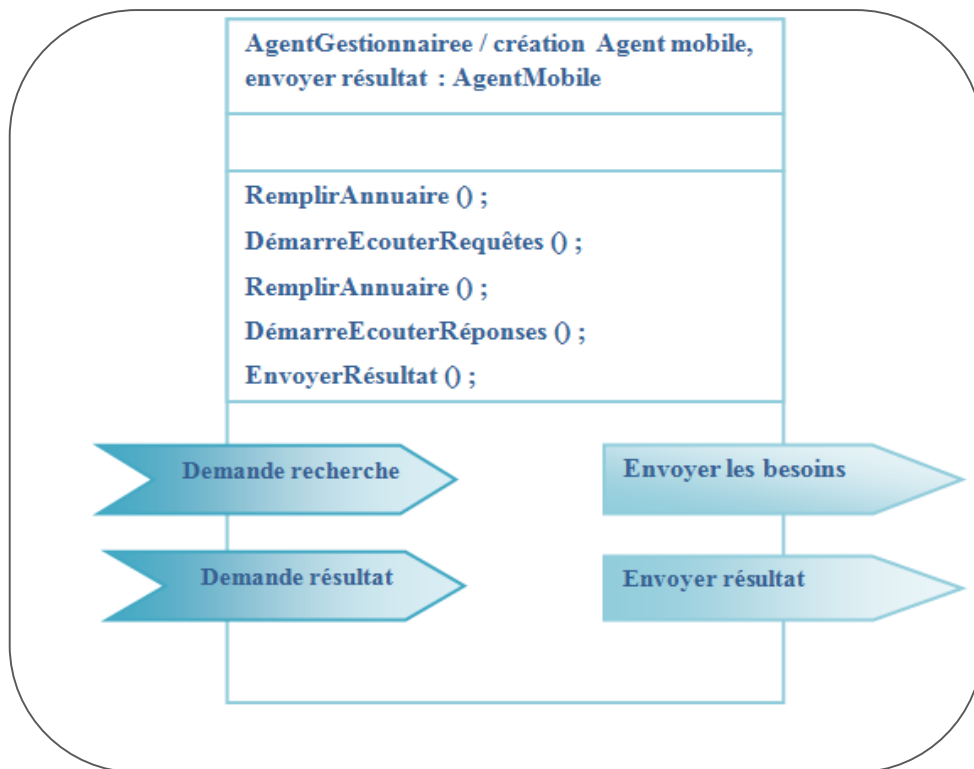 AgentGestionnairee / création Agent mobile,
envoyer résultat : AgentMobile
RemplirAnnuaire () ;
DémarreEcouterRequêtes () ;
RemplirAnnuaire () ;
DémarreEcouterRéponses () ;
EnvoyerRésultat () ;
Demande recherche
Envoyer les besoins
Demande résultat
Envoyer résultat